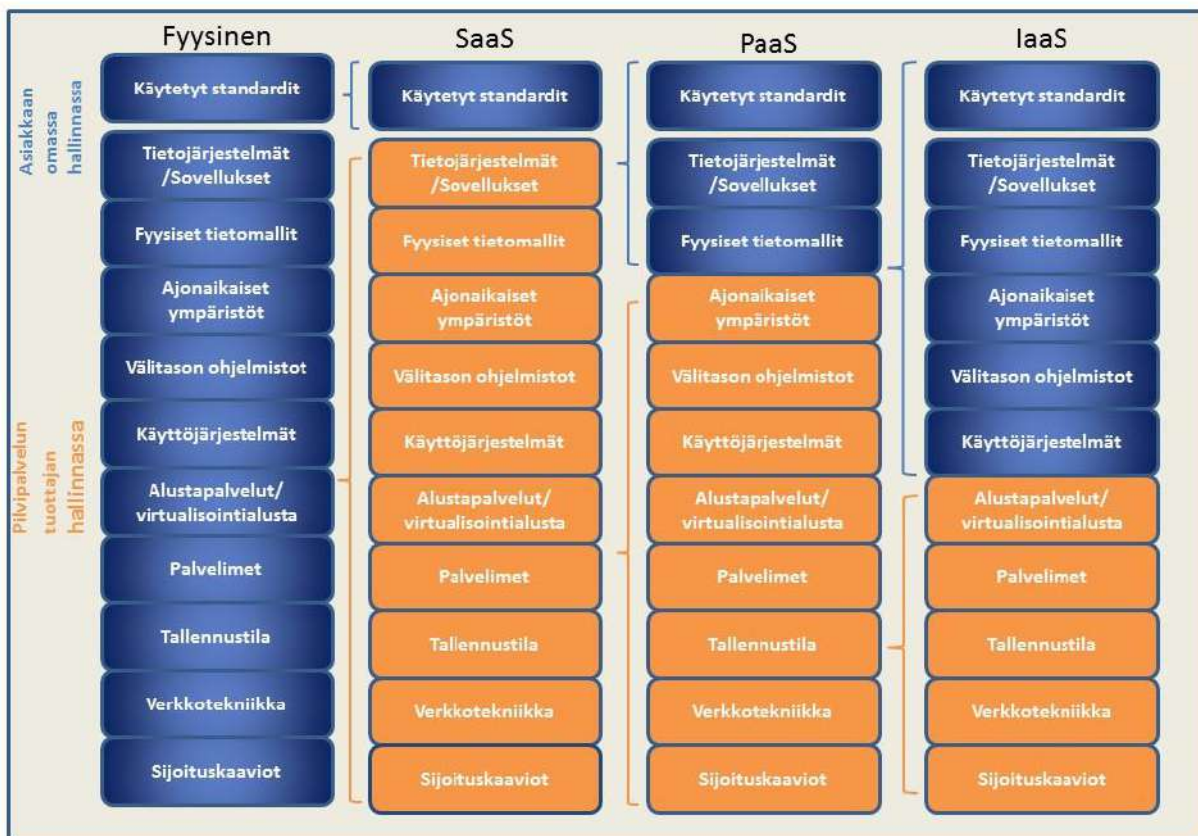 Fyysinen
SaaS
PaaS
IaaS
Asiakkaan
omassa
hallinnassa
Pilvipalvelun
tuottajan
hallinnassa
Käytetyt standardit
Tietojärjestelmät
/Sovellukset
Fyysiset tietomallit
Ajonaikaiset
ympäristöt
Välitason ohjelmistot
Käyttöjärjestelmät
Alustapalvelut/
virtualisointialusta
Palvelimet
Tallennustila
Verkkotekniikka
Sijoituskaaviot
Käytetyt standardit
Tietojärjestelmät
/Sovellukset
Fyysiset tietomallit
Ajonaikaiset
ympäristöt
Välitason ohjelmistot
Käyttöjärjestelmät
Alustapalvelut/
virtualisointialusta
Palvelimet
Tallennustila
Verkkotekniikka
Sijoituskaaviot
Käytetyt standardit
Tietojärjestelmät
/Sovellukset
Fyysiset tietomallit
Ajonaikaiset
ympäristöt
Välitason ohjelmistot
Käyttöjärjestelmät
Alustapalvelut/
virtualisointialusta
Palvelimet
Tallennustila
Verkkotekniikka
Sijoituskaaviot
Käytetyt standardit
Tietojärjestelmät
/Sovellukset
Fyysiset tietomallit
Ajonaikaiset
ympäristöt
Välitason ohjelmistot
Käyttöjärjestelmät
Alustapalvelut/
virtualisointialusta
Palvelimet
Tallennustila
Verkkotekniikka
Sijoituskaaviot